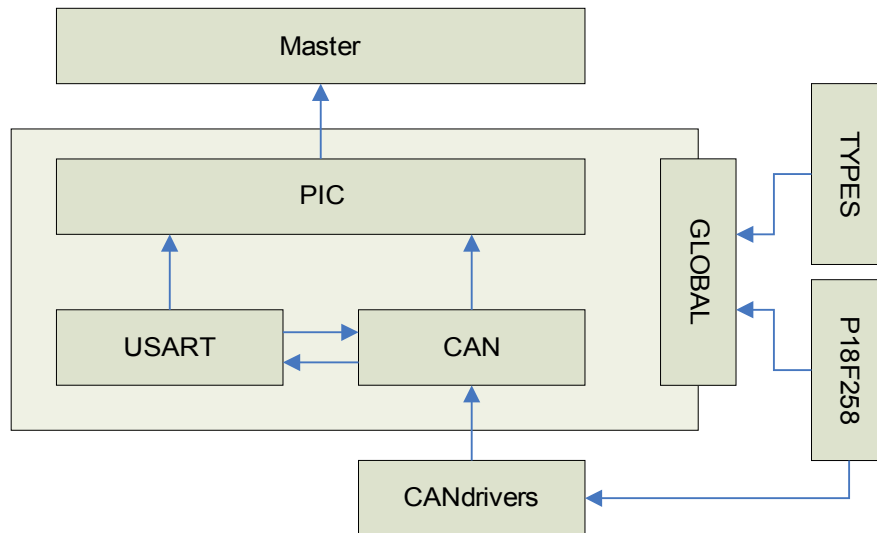 Master
PIC
TYPES
GLOBAL
USART
CAN
P18F258
CANdrivers